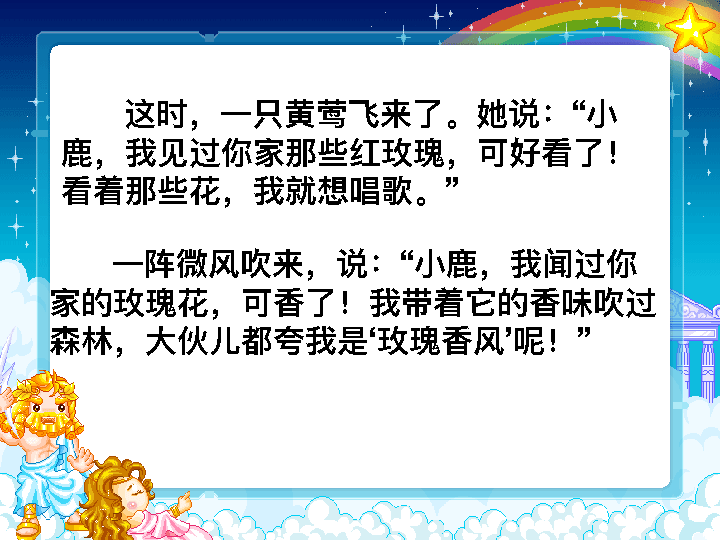 这时，一只黄莺飞来了。她说：“小
鹿，我见过你家那些红玫瑰，可好看了！
看着那些花，我就想唱歌。”
一阵微风吹来，说：“小鹿，我闻过你
家的玫瑰花，可香了！我带着它的香味吹过
森林，大伙儿都夸我是‘玫瑰香风’呢！”